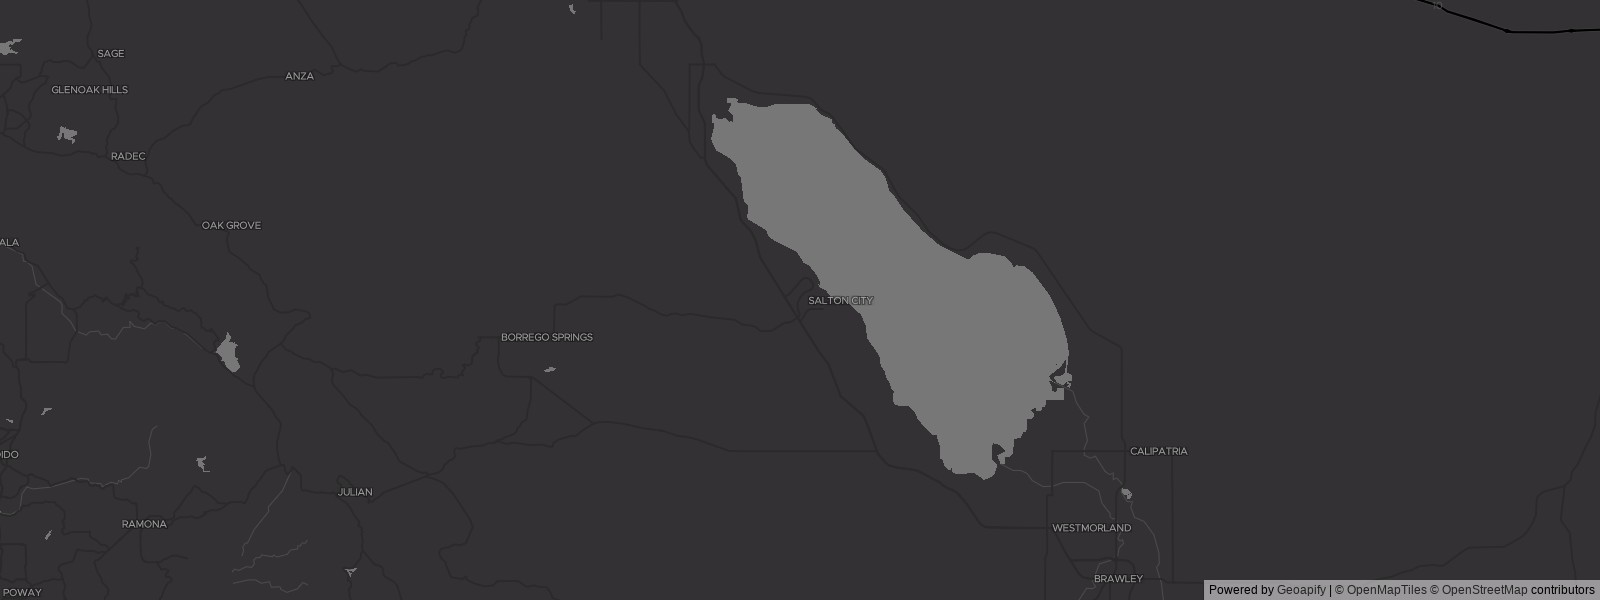 SAGE
ANZA
GLENOAK HILLS
RADEC
OAK GROVE
ALA
SALTON CITY
BORREGO SPRINGS
CALIPATRIA
IDO
JULIAN
RAMONA
WESTMORLAND
BRAWLEY
POWAY
Powered by Geoapify | © OpenMapTiles © OpenStreetMap contributors